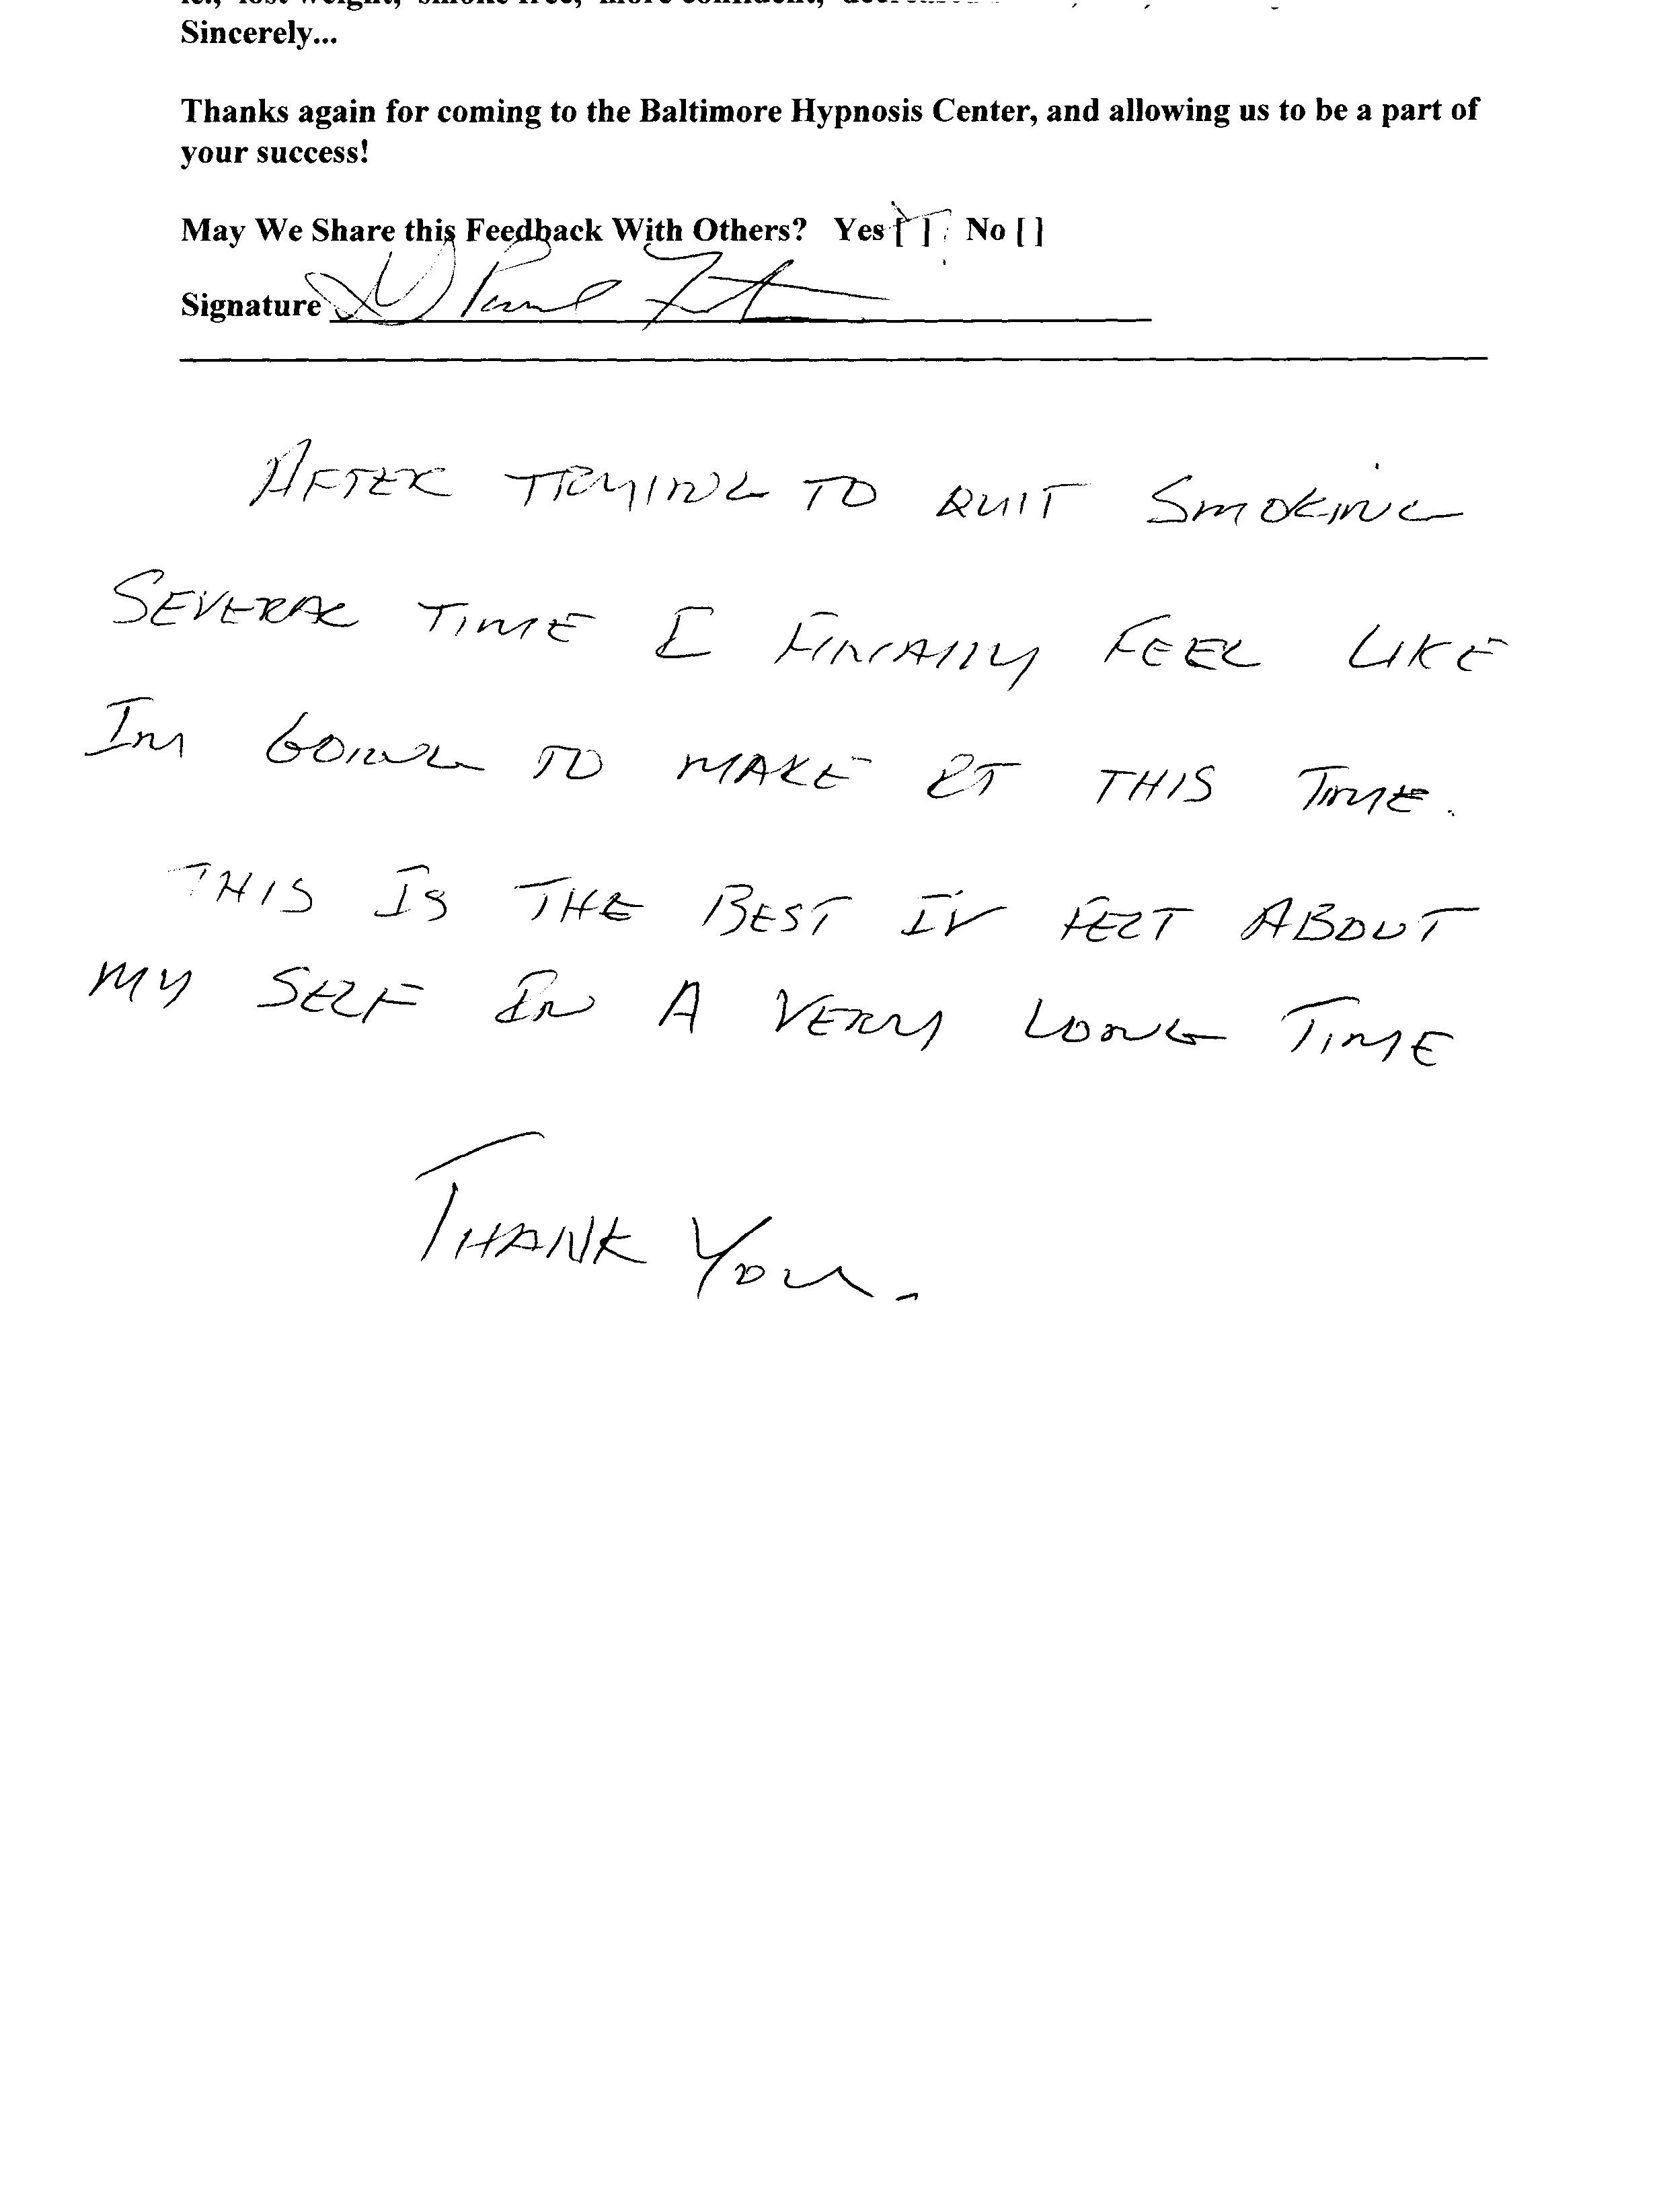 Sincerely...
Thanks again for coming to the Baltimore Hypnosis Center, and allowing us to be a part of
your success!
May We Share this Feedback With Others? Yes [ ] No [ ]
Signature
AFTER TRYING TO QUIT SMOKING
SEVERAL TIME I FINIALLY FEEL LIKE
IM GOING TO MAKE IT THIS TIME.
THIS IS THE BEST IV FELT ABOUT
MY SELF IN A VERY LONG TIME
THANK YOU.